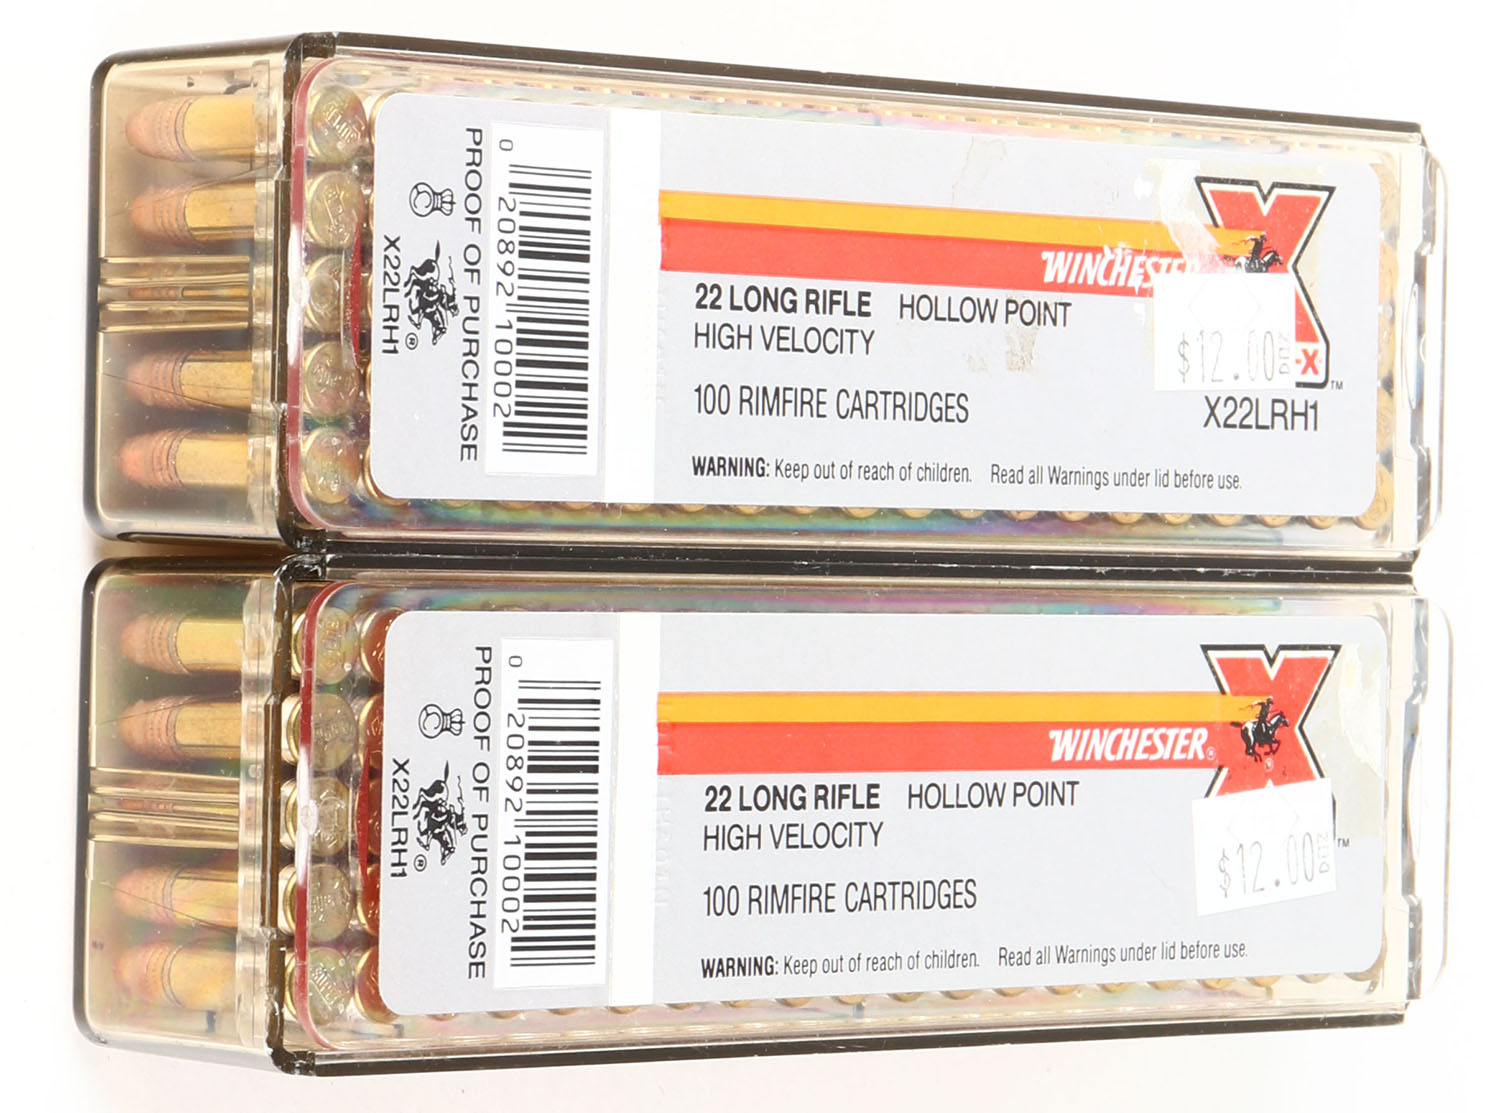 WINCHESTER
22 LONG RIFLE HOLLOW POINT
HIGH VELOCITY
100 RIMFIRE CARTRIDGES
WARNING: Keep out of reach of children. Read all Warnings under lid before use.
X
-X
™
X22LRH1
$12.00
0 20892 10002
PROOF OF PURCHASE
X22LRH1
®
WINCHESTER®
22 LONG RIFLE HOLLOW POINT
HIGH VELOCITY
100 RIMFIRE CARTRIDGES
WARNING: Keep out of reach of children. Read all Warnings under lid before use.
X
™
$12.00
0 20892 10002
PROOF OF PURCHASE
X22LRH1
®